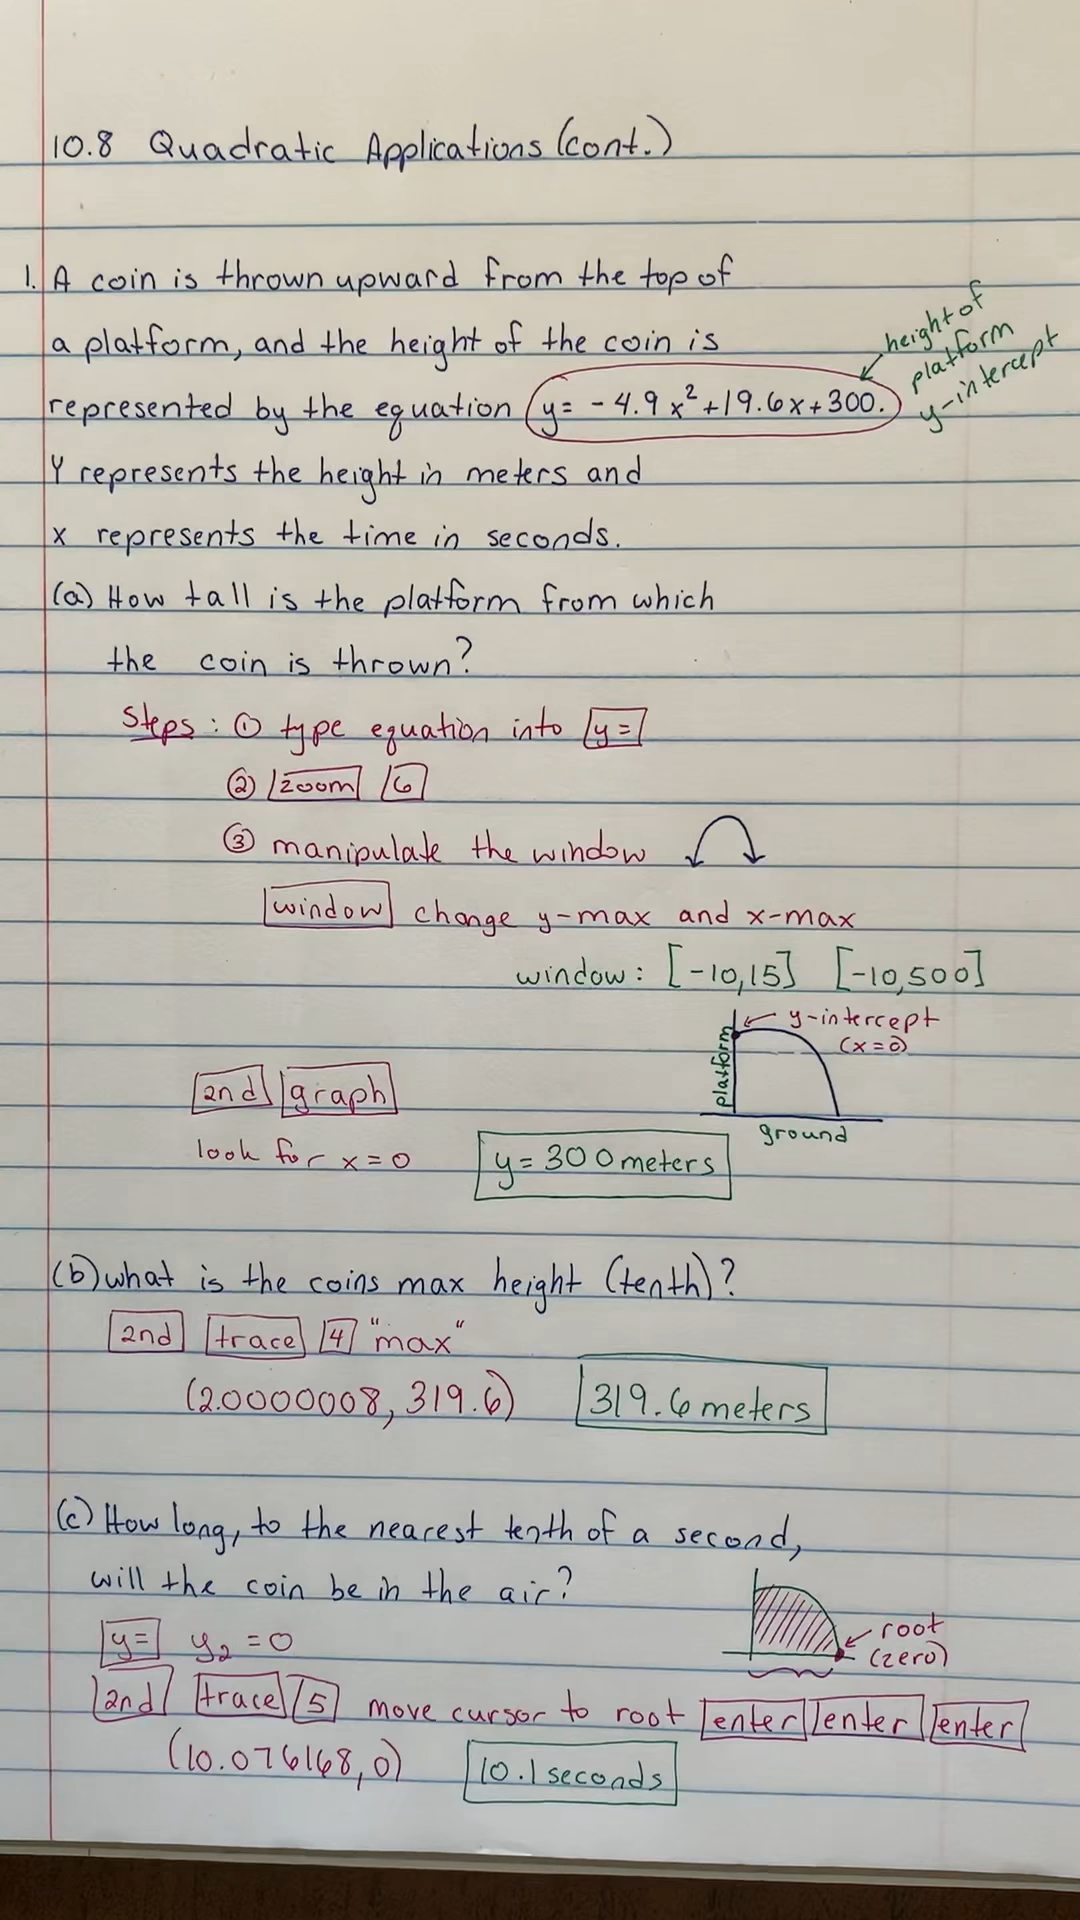 10.8 Quadratic Applications (cont.)
1. A coin is thrown upward from the top of
a platform, and the height of the coin is
height of
platform
y-intercept
represented by the equation y = -4.9x² + 19.6x + 300.
Y represents the height in meters and
x represents the time in seconds.
(a) How tall is the platform from which
the coin is thrown?
Steps: ① type equation into y=
② zoom 6
③ manipulate the window
window change y-max and x-max
window: [-10,15] [-10,500]
y-intercept
(x=0)
platform
ground
2nd graph
look for x=0 y=300 meters
(b) what is the coins max height (tenth)?
2nd trace 4 "max"
(2.0000008, 319.6) 319.6 meters
(c) How long, to the nearest tenth of a second,
will the coin be in the air?
root
(zero)
y= y₂ = 0
2nd trace 5 move cursor to root enter enter enter
(10.076168, 0) 10.1 seconds